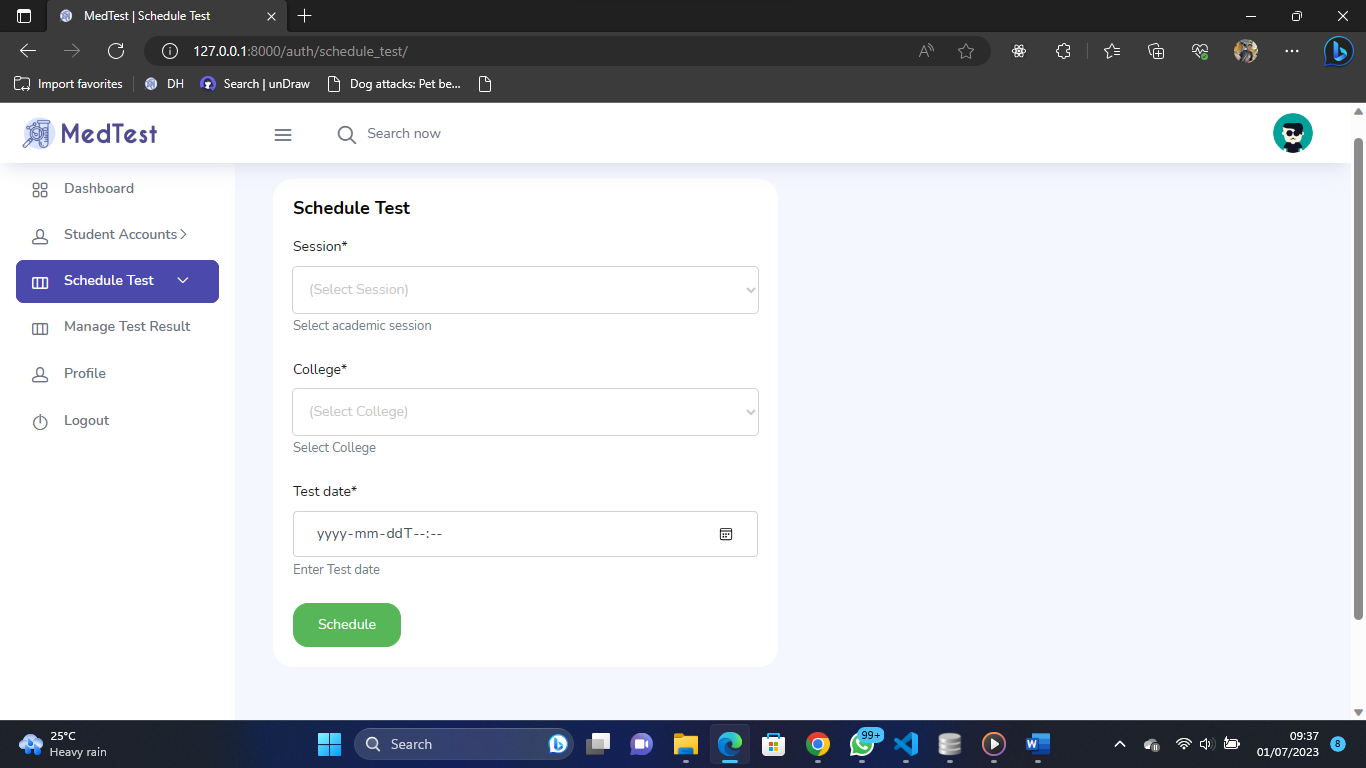 MedTest | Schedule Test
127.0.0.1:8000/auth/schedule_test/
Import favorites
DH
Search | unDraw
Dog attacks: Pet be...
MedTest
Search now
Dashboard
Student Accounts
Schedule Test
Manage Test Result
Profile
Logout
Schedule Test
Session*
(Select Session)
Select academic session
College*
(Select College)
Select College
Test date*
yyyy-mm-ddT--:--
Enter Test date
Schedule
25°C
Heavy rain
Search
99+
09:37
01/07/2023
8